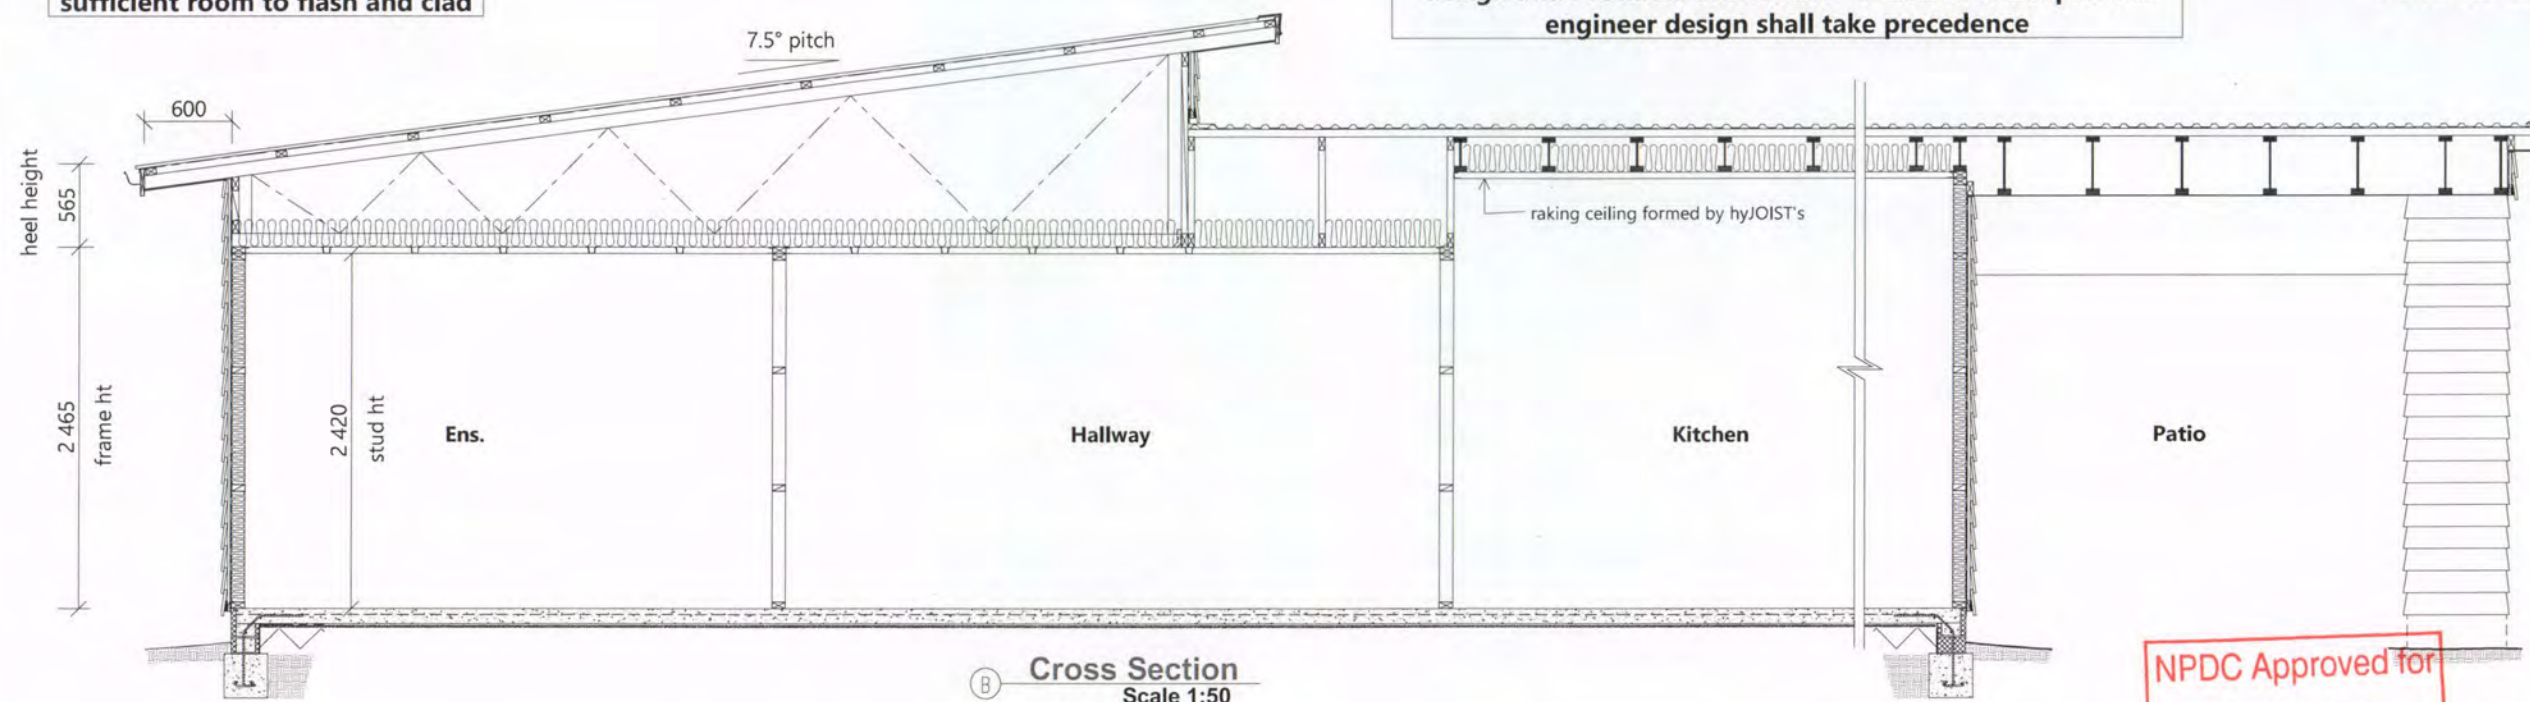 sufficient room to flash and clad
engineer design shall take precedence
7.5° pitch
600
heel height
565
raking ceiling formed by hyJOIST's
2 465
frame ht
2 420
stud ht
Ens.
Hallway
Kitchen
Patio
B
Cross Section
Scale 1:50
NPDC Approved for